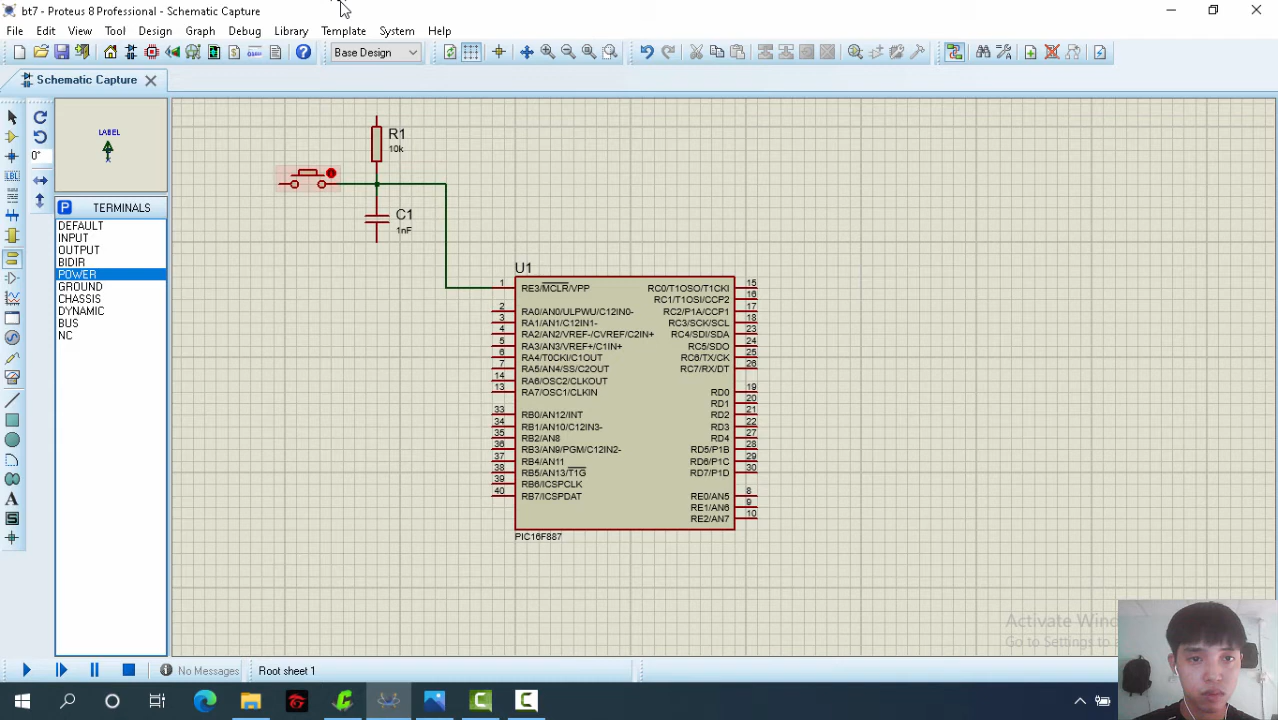 bt7 - Proteus 8 Professional - Schematic Capture
File Edit View Tool Design Graph Debug Library Template System Help
Base Design
Schematic Capture
LABEL
0°
P TERMINALS
DEFAULT
INPUT
OUTPUT
BIDIR
POWER
GROUND
CHASSIS
DYNAMIC
BUS
NC
R1
10k
C1
1nF
U1
1 RE3/MCLR/VPP RC0/T1OSO/T1CKI 15
RC1/T1OSI/CCP2 16
2 RA0/AN0/ULPWU/C12IN0- RC2/P1A/CCP1 17
3 RA1/AN1/C12IN1- RC3/SCK/SCL 18
4 RA2/AN2/VREF-/CVREF/C2IN+ RC4/SDI/SDA 23
5 RA3/AN3/VREF+/C1IN+ RC5/SDO 24
6 RA4/T0CKI/C1OUT RC6/TX/CK 25
7 RA5/AN4/SS/C2OUT RC7/RX/DT 26
14 RA6/OSC2/CLKOUT
13 RA7/OSC1/CLKIN RD0 19
RD1 20
33 RB0/AN12/INT RD2 21
34 RB1/AN10/C12IN3- RD3 22
35 RB2/AN8 RD4 27
36 RB3/AN9/PGM/C12IN2- RD5/P1B 28
37 RB4/AN11 RD6/P1C 29
38 RB5/AN13/T1G RD7/P1D 30
39 RB6/ICSPCLK
40 RB7/ICSPDAT RE0/AN5 8
RE1/AN6 9
RE2/AN7 10
PIC16F887
Activate Wind
Go to Settings to a
No Messages Root sheet 1